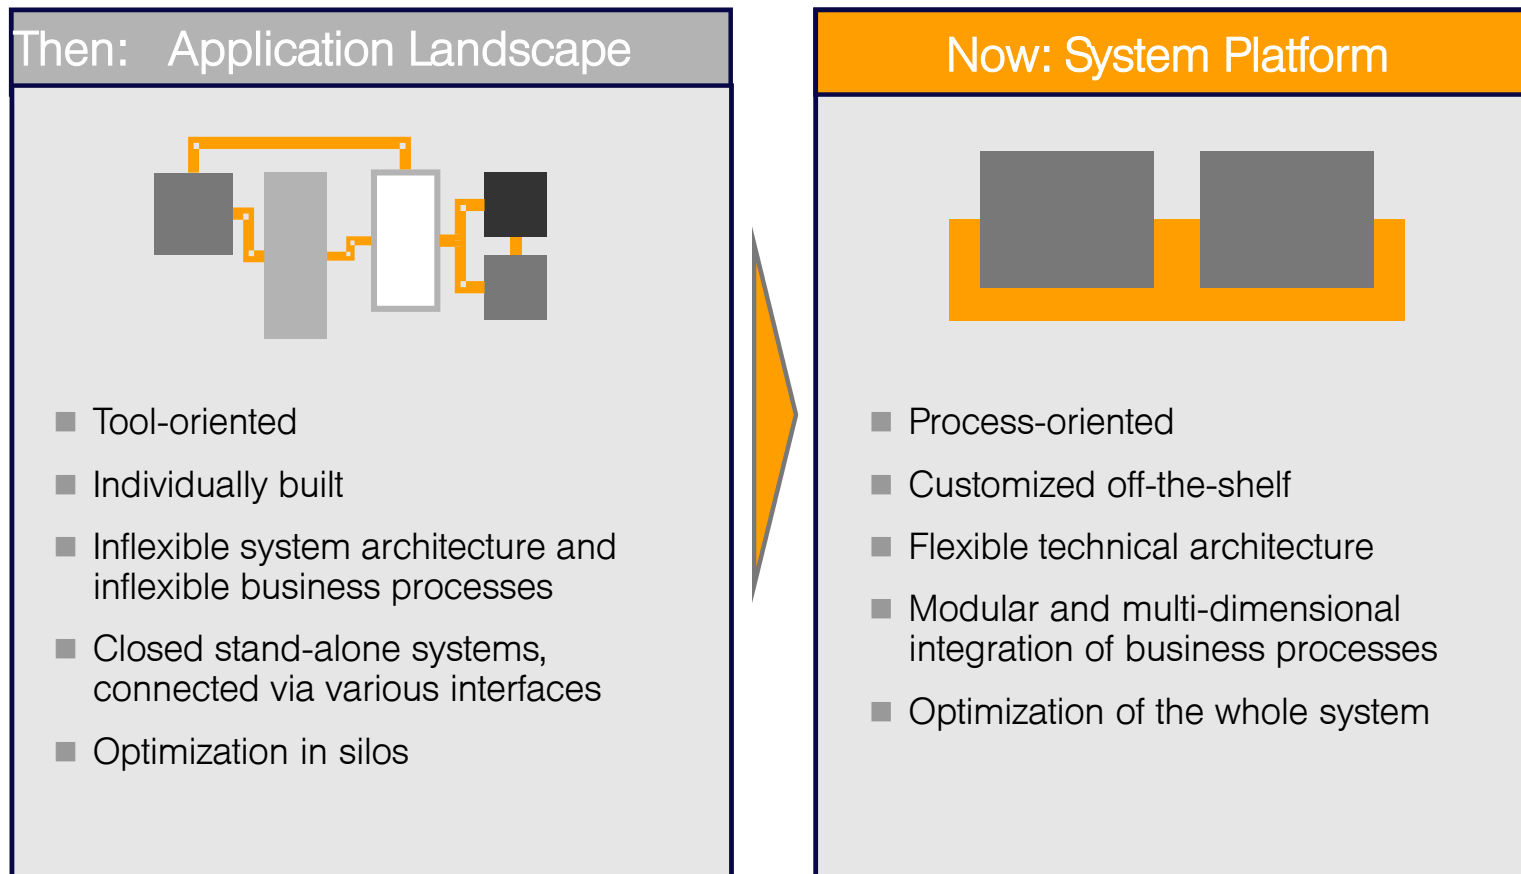 Then: Application Landscape
Tool-oriented
Individually built
Inflexible system architecture and
inflexible business processes
Closed stand-alone systems,
connected via various interfaces
Optimization in silos
Now: System Platform
Process-oriented
Customized off-the-shelf
Flexible technical architecture
Modular and multi-dimensional
integration of business processes
Optimization of the whole system